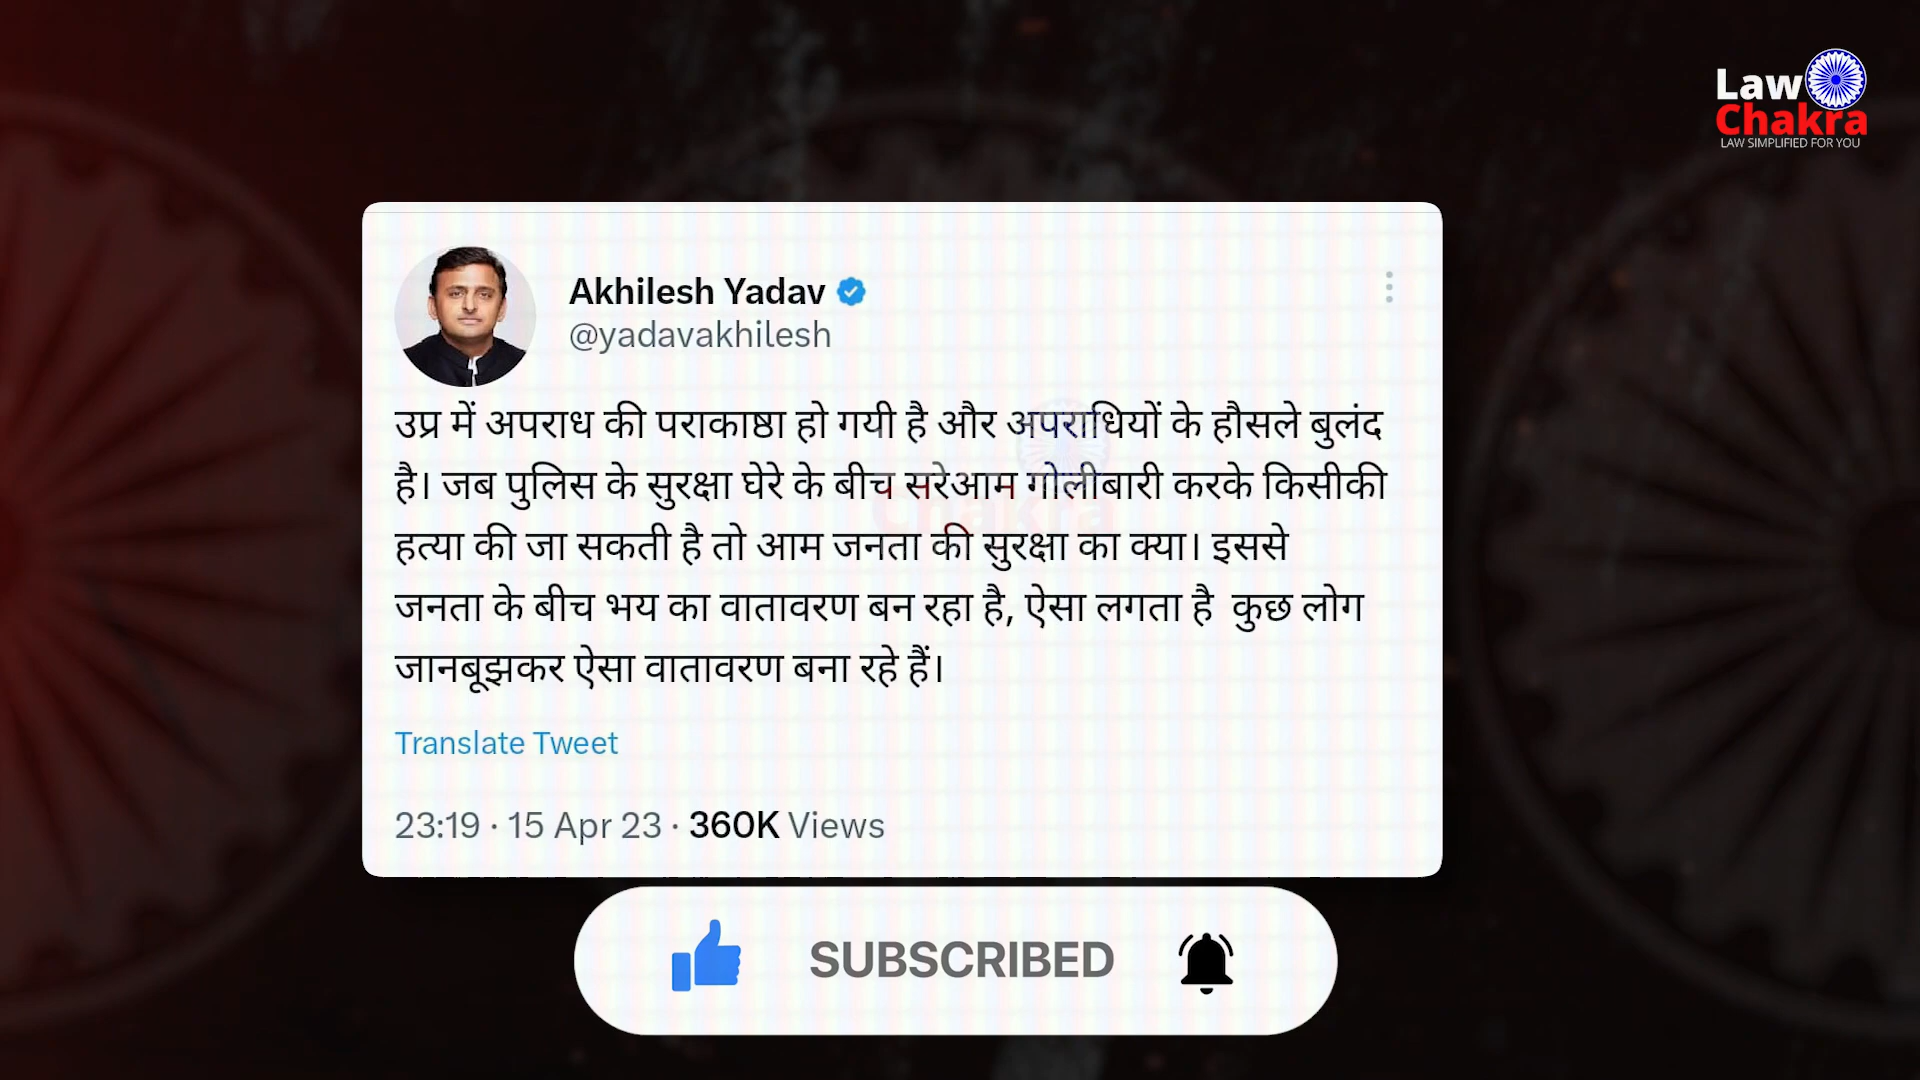 Law
Chakra
LAW SIMPLIFIED FOR YOU
Akhilesh Yadav
@yadavakhilesh
उप्र में अपराध की पराकाष्ठा हो गयी है और अपराधियों के हौसले बुलंद
है। जब पुलिस के सुरक्षा घेरे के बीच सरेआम गोलीबारी करके किसीकी
हत्या की जा सकती है तो आम जनता की सुरक्षा का क्या। इससे
जनता के बीच भय का वातावरण बन रहा है, ऐसा लगता है  कुछ लोग
जानबूझकर ऐसा वातावरण बना रहे हैं।
Chakra
Translate Tweet
23:19 · 15 Apr 23 · 360K Views
SUBSCRIBED